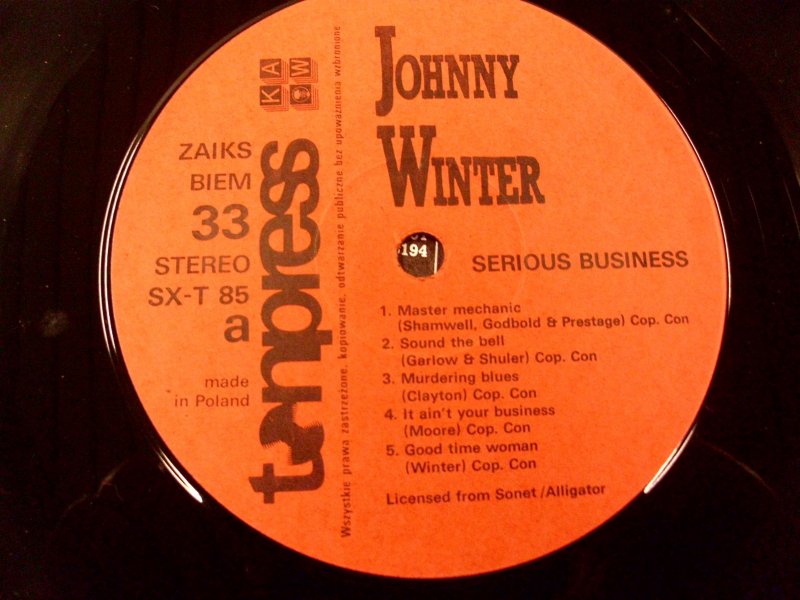 JOHNNY
WINTER
SERIOUS BUSINESS
1. Master mechanic
(Shamwell, Godbold & Prestage) Cop. Con
2. Sound the bell
(Garlow & Shuler) Cop. Con
3. Murdering blues
(Clayton) Cop. Con
4. It ain't your business
(Moore) Cop. Con
5. Good time woman
(Winter) Cop. Con
Licensed from Sonet/Alligator
ZAIKS
BIEM
33
STEREO
SX-T 85
a
made
in Poland
tonpress
KAW
Wszystkie prawa zastrzeżone, kopiowanie, odtwarzanie publiczne bez upoważnienia wzbronione
194